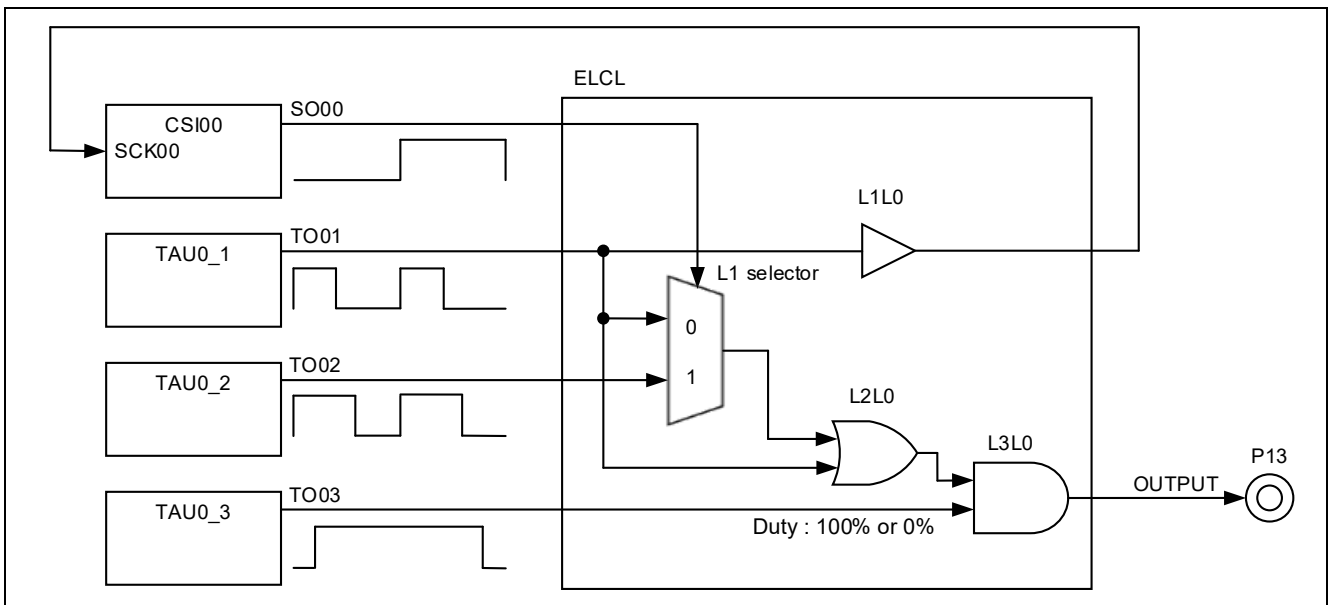 ELCL
SO00
CSI00
SCK00
L1L0
TO01
TAU0_1
L1 selector
0
TO02
1
TAU0_2
L2L0
L3L0
P13
TO03
OUTPUT
TAU0_3
Duty : 100% or 0%